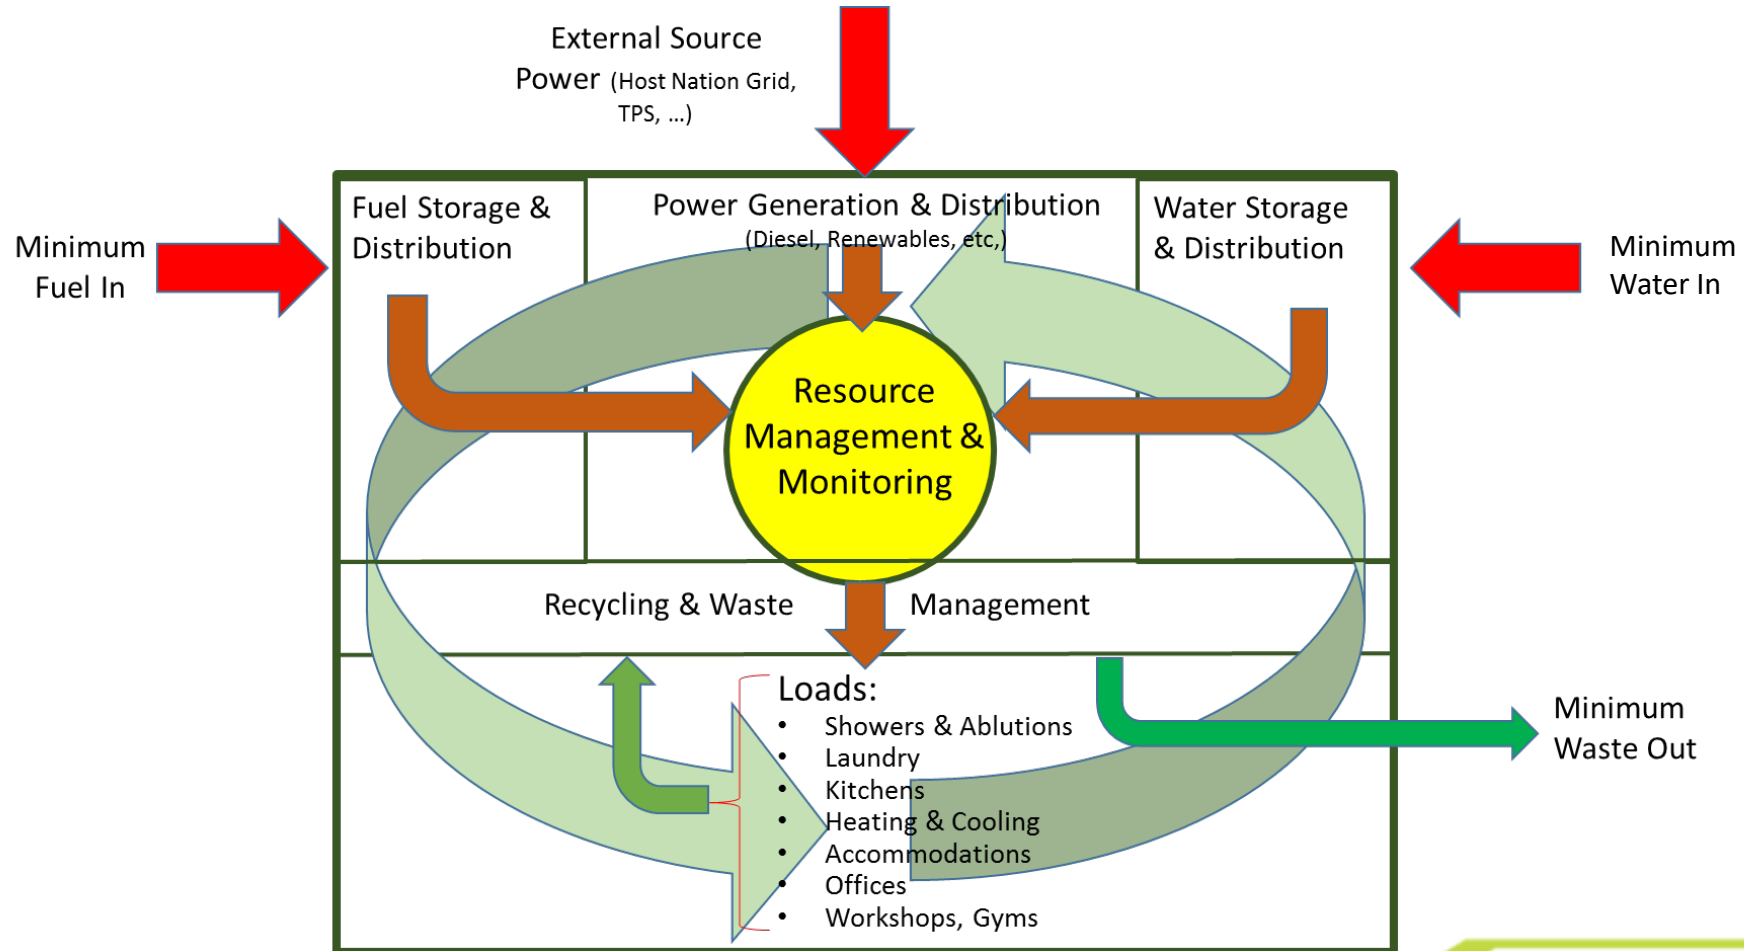 External Source
Power (Host Nation Grid,
TPS, ...)
Minimum
Fuel In
Fuel Storage &
Distribution
Power Generation & Distribution
(Diesel, Renewables, etc,)
Water Storage
& Distribution
Minimum
Water In
Resource
Management &
Monitoring
Recycling & Waste Management
Loads:
• Showers & Ablutions
• Laundry
• Kitchens
• Heating & Cooling
• Accommodations
• Offices
• Workshops, Gyms
Minimum
Waste Out